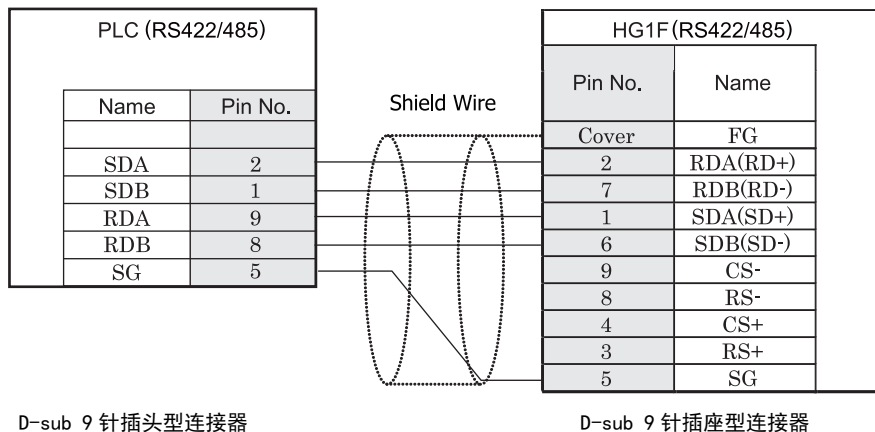 PLC (RS422/485)
Name Pin No.
SDA 2
SDB 1
RDA 9
RDB 8
SG 5
Shield Wire
HG1F(RS422/485)
Pin No. Name
Cover FG
2 RDA(RD+)
7 RDB(RD-)
1 SDA(SD+)
6 SDB(SD-)
9 CS-
8 RS-
4 CS+
3 RS+
5 SG
D-sub 9 针插头型连接器
D-sub 9 针插座型连接器